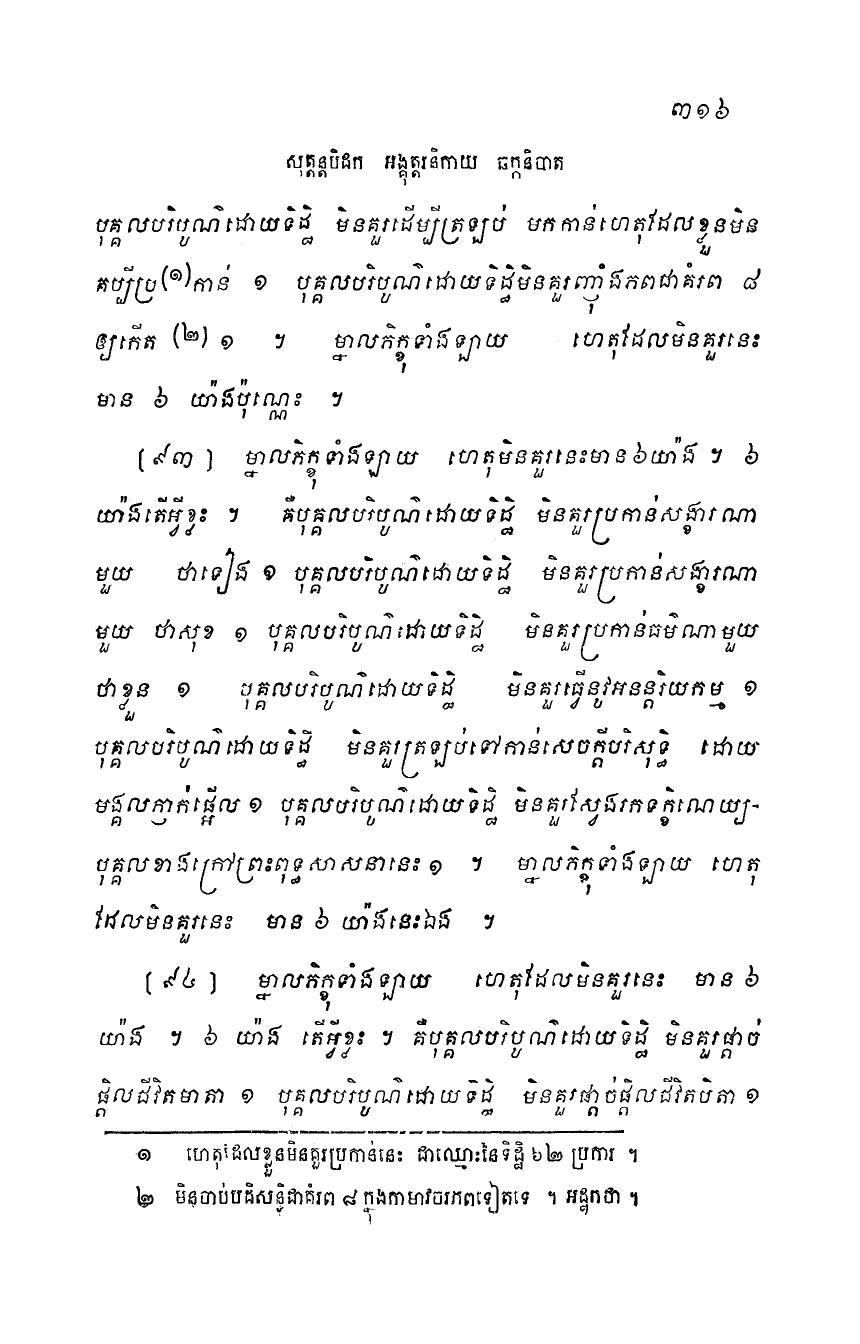 ៣១៦
សុត្តន្តបិដក អង្គុត្តរនិកាយ ឆក្កនិបាត
បុគ្គលបរិបូណ៌ដោយទិដ្ឋិ មិនគួរដើម្បីត្រឡប់ មកកាន់ហេតុដែលខ្លួនមិន
គប្បីប្រ(១)កាន់ ១ បុគ្គលបរិបូណ៌ដោយទិដ្ឋិមិនគួរញុំាងភពជាគំរព ៨
ឲ្យកើត (២) ១ ។ ម្នាលភិក្ខុទាំងឡាយ ហេតុដែលមិនគួរនេះ
មាន ៦ យ៉ាងប៉ុណ្ណេះ ។
[៩៣] ម្នាលភិក្ខុទាំងឡាយ ហេតុមិនគួរនេះមាន៦យ៉ាង ។ ៦
យ៉ាងតើអ្វីខ្លះ ។ គឺបុគ្គលបរិបូណ៌ដោយទិដ្ឋិ មិនគួរប្រកាន់សង្ខារណា
មួយ ថាទៀង ១ បុគ្គលបរិបូណ៌ដោយទិដ្ឋិ មិនគួរប្រកាន់សង្ខារណា
មួយ ថាសុខ ១ បុគ្គលបរិបូណ៌ដោយទិដ្ឋិ មិនគួរប្រកាន់ធម៌ណាមួយ
ថាខ្លួន ១ បុគ្គលបរិបូណ៌ដោយទិដ្ឋិ មិនគួរធ្វើនូវអនន្តរិយកម្ម ១
បុគ្គលបរិបូណ៌ដោយទិដ្ឋិ មិនគួរត្រឡប់ទៅកាន់សេចក្តីបរិសុទ្ធិ ដោយ
មង្គលភ្ញាក់ផ្អើល ១ បុគ្គលបរិបូណ៌ដោយទិដ្ឋិ មិនគួរស្វែងរកទក្ខិណេយ្យ-
បុគ្គលខាងក្រៅព្រះពុទ្ធសាសនានេះ ១ ។ ម្នាលភិក្ខុទាំងឡាយ ហេតុ
ដែលមិនគួរនេះ មាន ៦ យ៉ាងនេះឯង ។
[៩៤] ម្នាលភិក្ខុទាំងឡាយ ហេតុដែលមិនគួរនេះ មាន ៦
យ៉ាង ។ ៦ យ៉ាង តើអ្វីខ្លះ ។ គឺបុគ្គលបរិបូណ៌ដោយទិដ្ឋិ មិនគួរផ្តាច់
ផ្តិលជីវិតមាតា ១ បុគ្គលបរិបូណ៌ដោយទិដ្ឋិ មិនគួរផ្តាច់ផ្តិលជីវិតបិតា ១
១ ហេតុដែលខ្លួនមិនគួរប្រកាន់នេះ ជាឈ្មោះនៃទិដ្ឋិ ៦២ ប្រការ ។
២ មិនចាប់បដិសន្ធិជាគំរព ៨ ក្នុងកាមាវចរភពទៀតទេ ។ អដ្ឋកថា ។